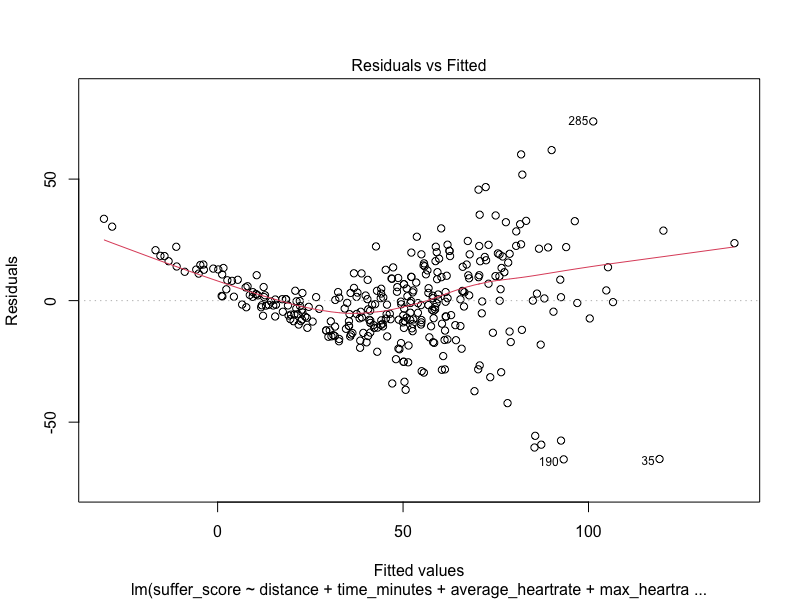 Residuals vs Fitted
285
50
0
-50
190
35
Residuals
0 50 100
Fitted values
lm(suffer_score ~ distance + time_minutes + average_heartrate + max_heartra ...